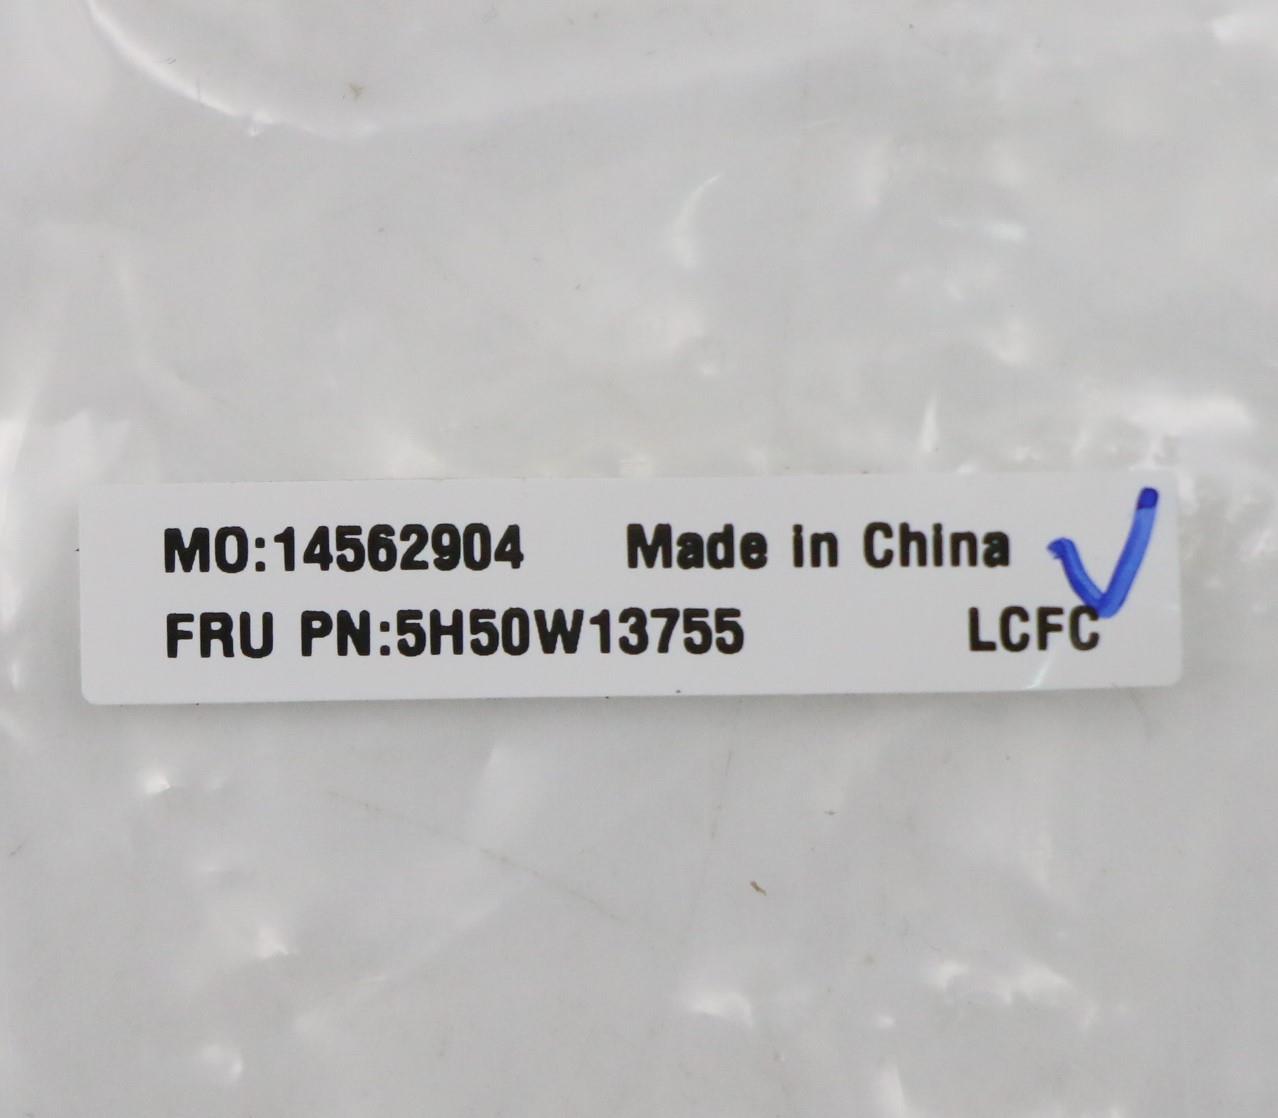 MO:14562904 Made in China
FRU PN:5H50W13755 LCFC